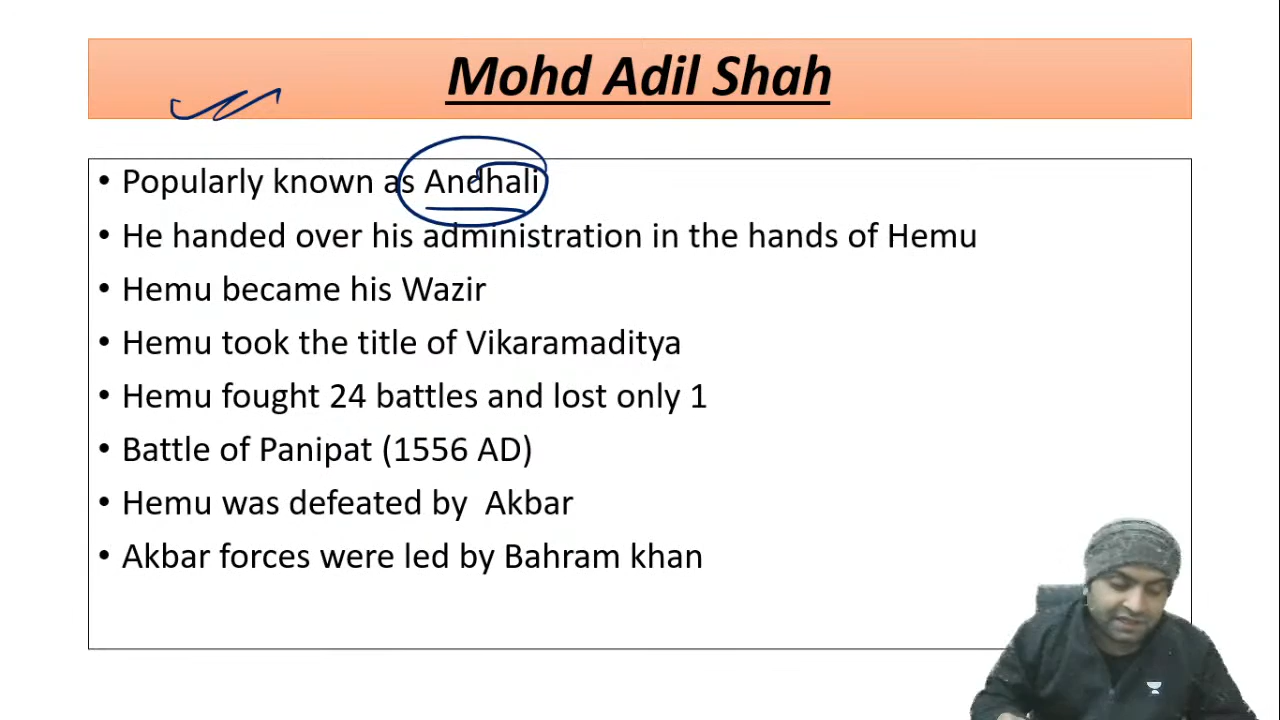 Mohd Adil Shah
• Popularly known as Andhali
• He handed over his administration in the hands of Hemu
• Hemu became his Wazir
• Hemu took the title of Vikaramaditya
• Hemu fought 24 battles and lost only 1
• Battle of Panipat (1556 AD)
• Hemu was defeated by  Akbar
• Akbar forces were led by Bahram khan